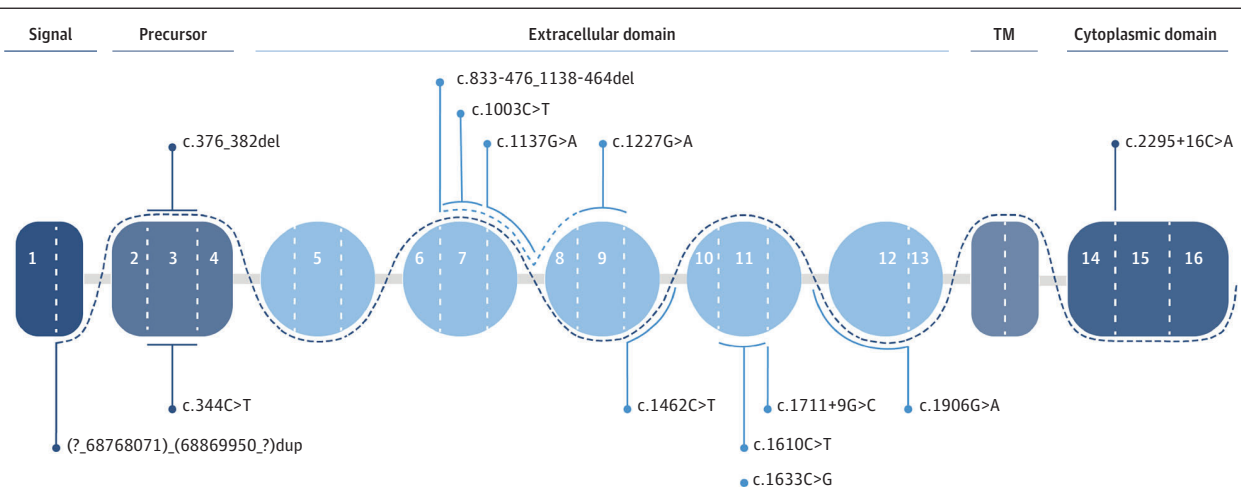 Signal Precursor Extracellular domain TM Cytoplasmic domain
c.833-476_1138-464del
c.1003C>T
c.376_382del c.1137G>A c.1227G>A c.2295+16C>A
1 2 3 4 5 6 7 8 9 10 11 12 13 14 15 16
c.344C>T c.1462C>T c.1711+9G>C c.1906G>A
(?_68768071)_(68869950_?)dup c.1610C>T
c.1633C>G